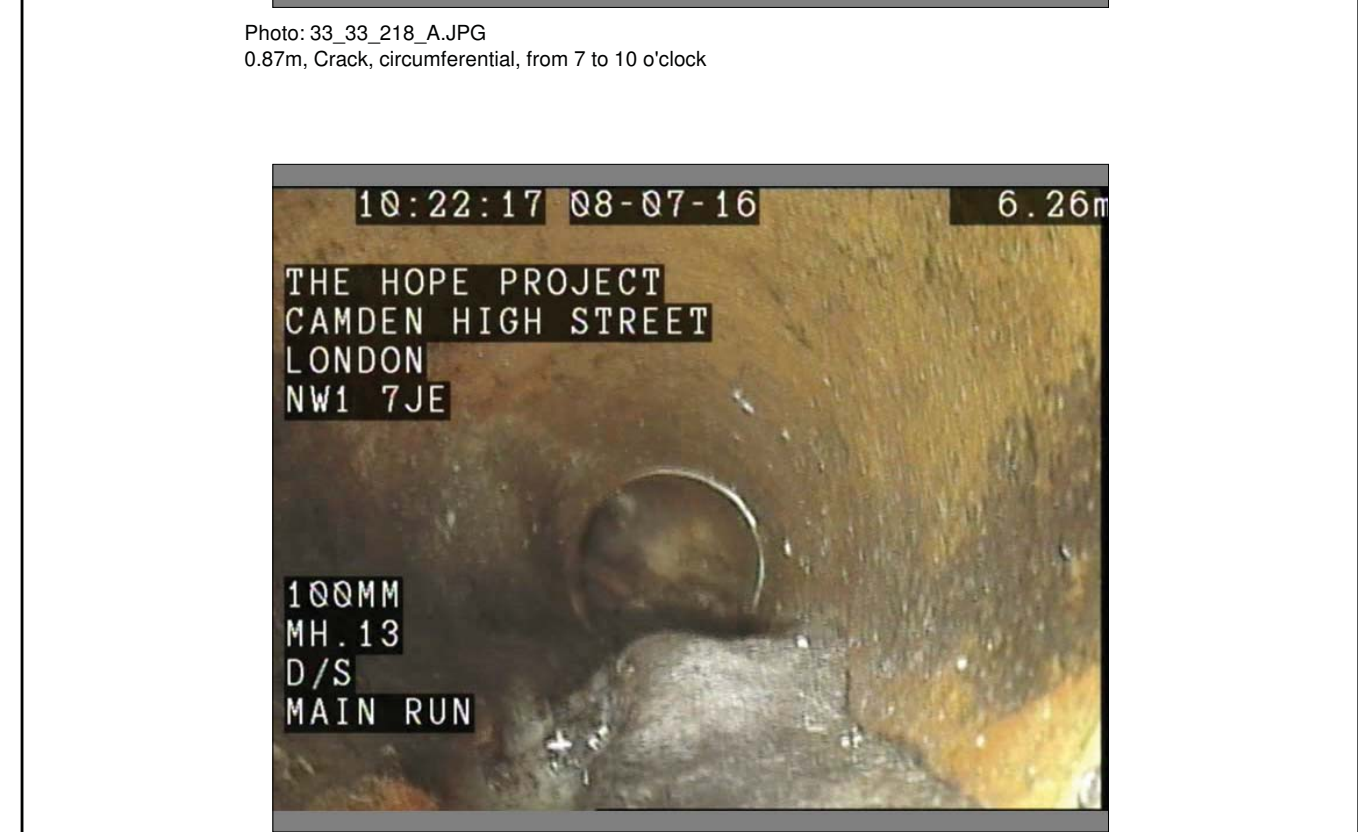 Photo: 33_33_218_A.JPG
0.87m, Crack, circumferential, from 7 to 10 o'clock
10:22:17 08-07-16 6.26m
THE HOPE PROJECT
CAMDEN HIGH STREET
LONDON
NW1 7JE
100MM
MH.13
D/S
MAIN RUN